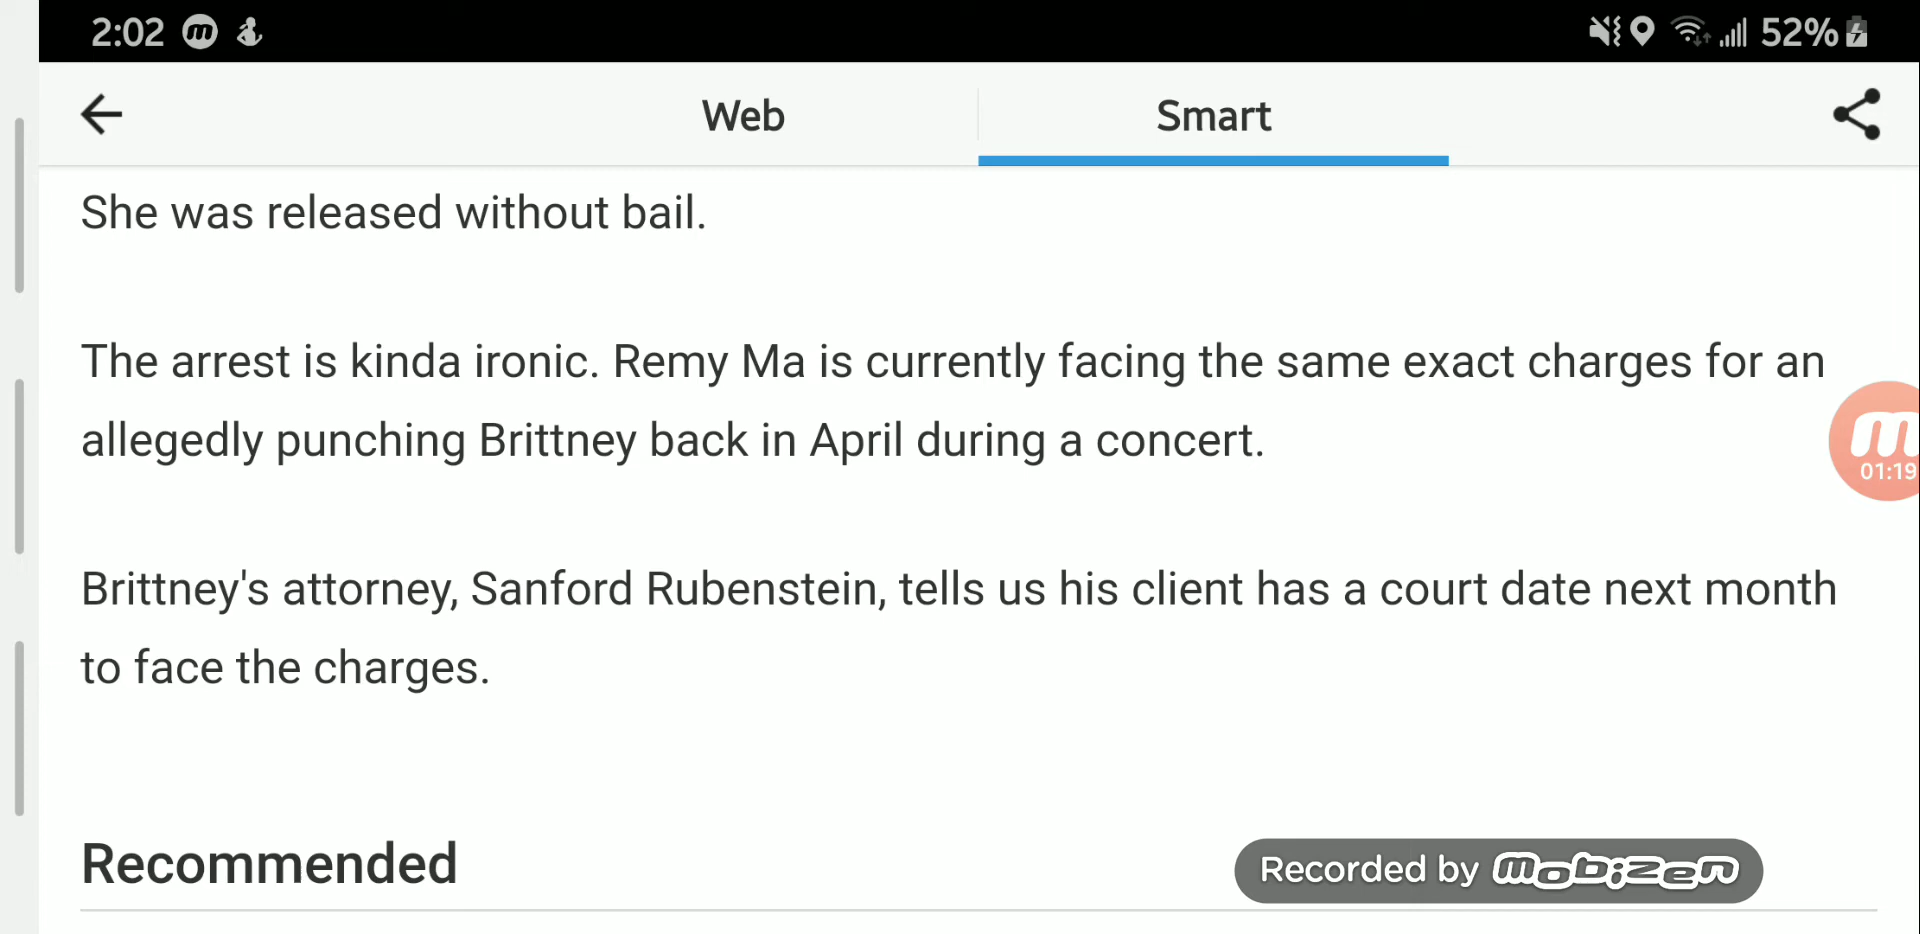 2:02 52%
Web Smart
She was released without bail.
The arrest is kinda ironic. Remy Ma is currently facing the same exact charges for an
allegedly punching Brittney back in April during a concert.
01:19
Brittney's attorney, Sanford Rubenstein, tells us his client has a court date next month
to face the charges.
Recommended
Recorded by mobizen